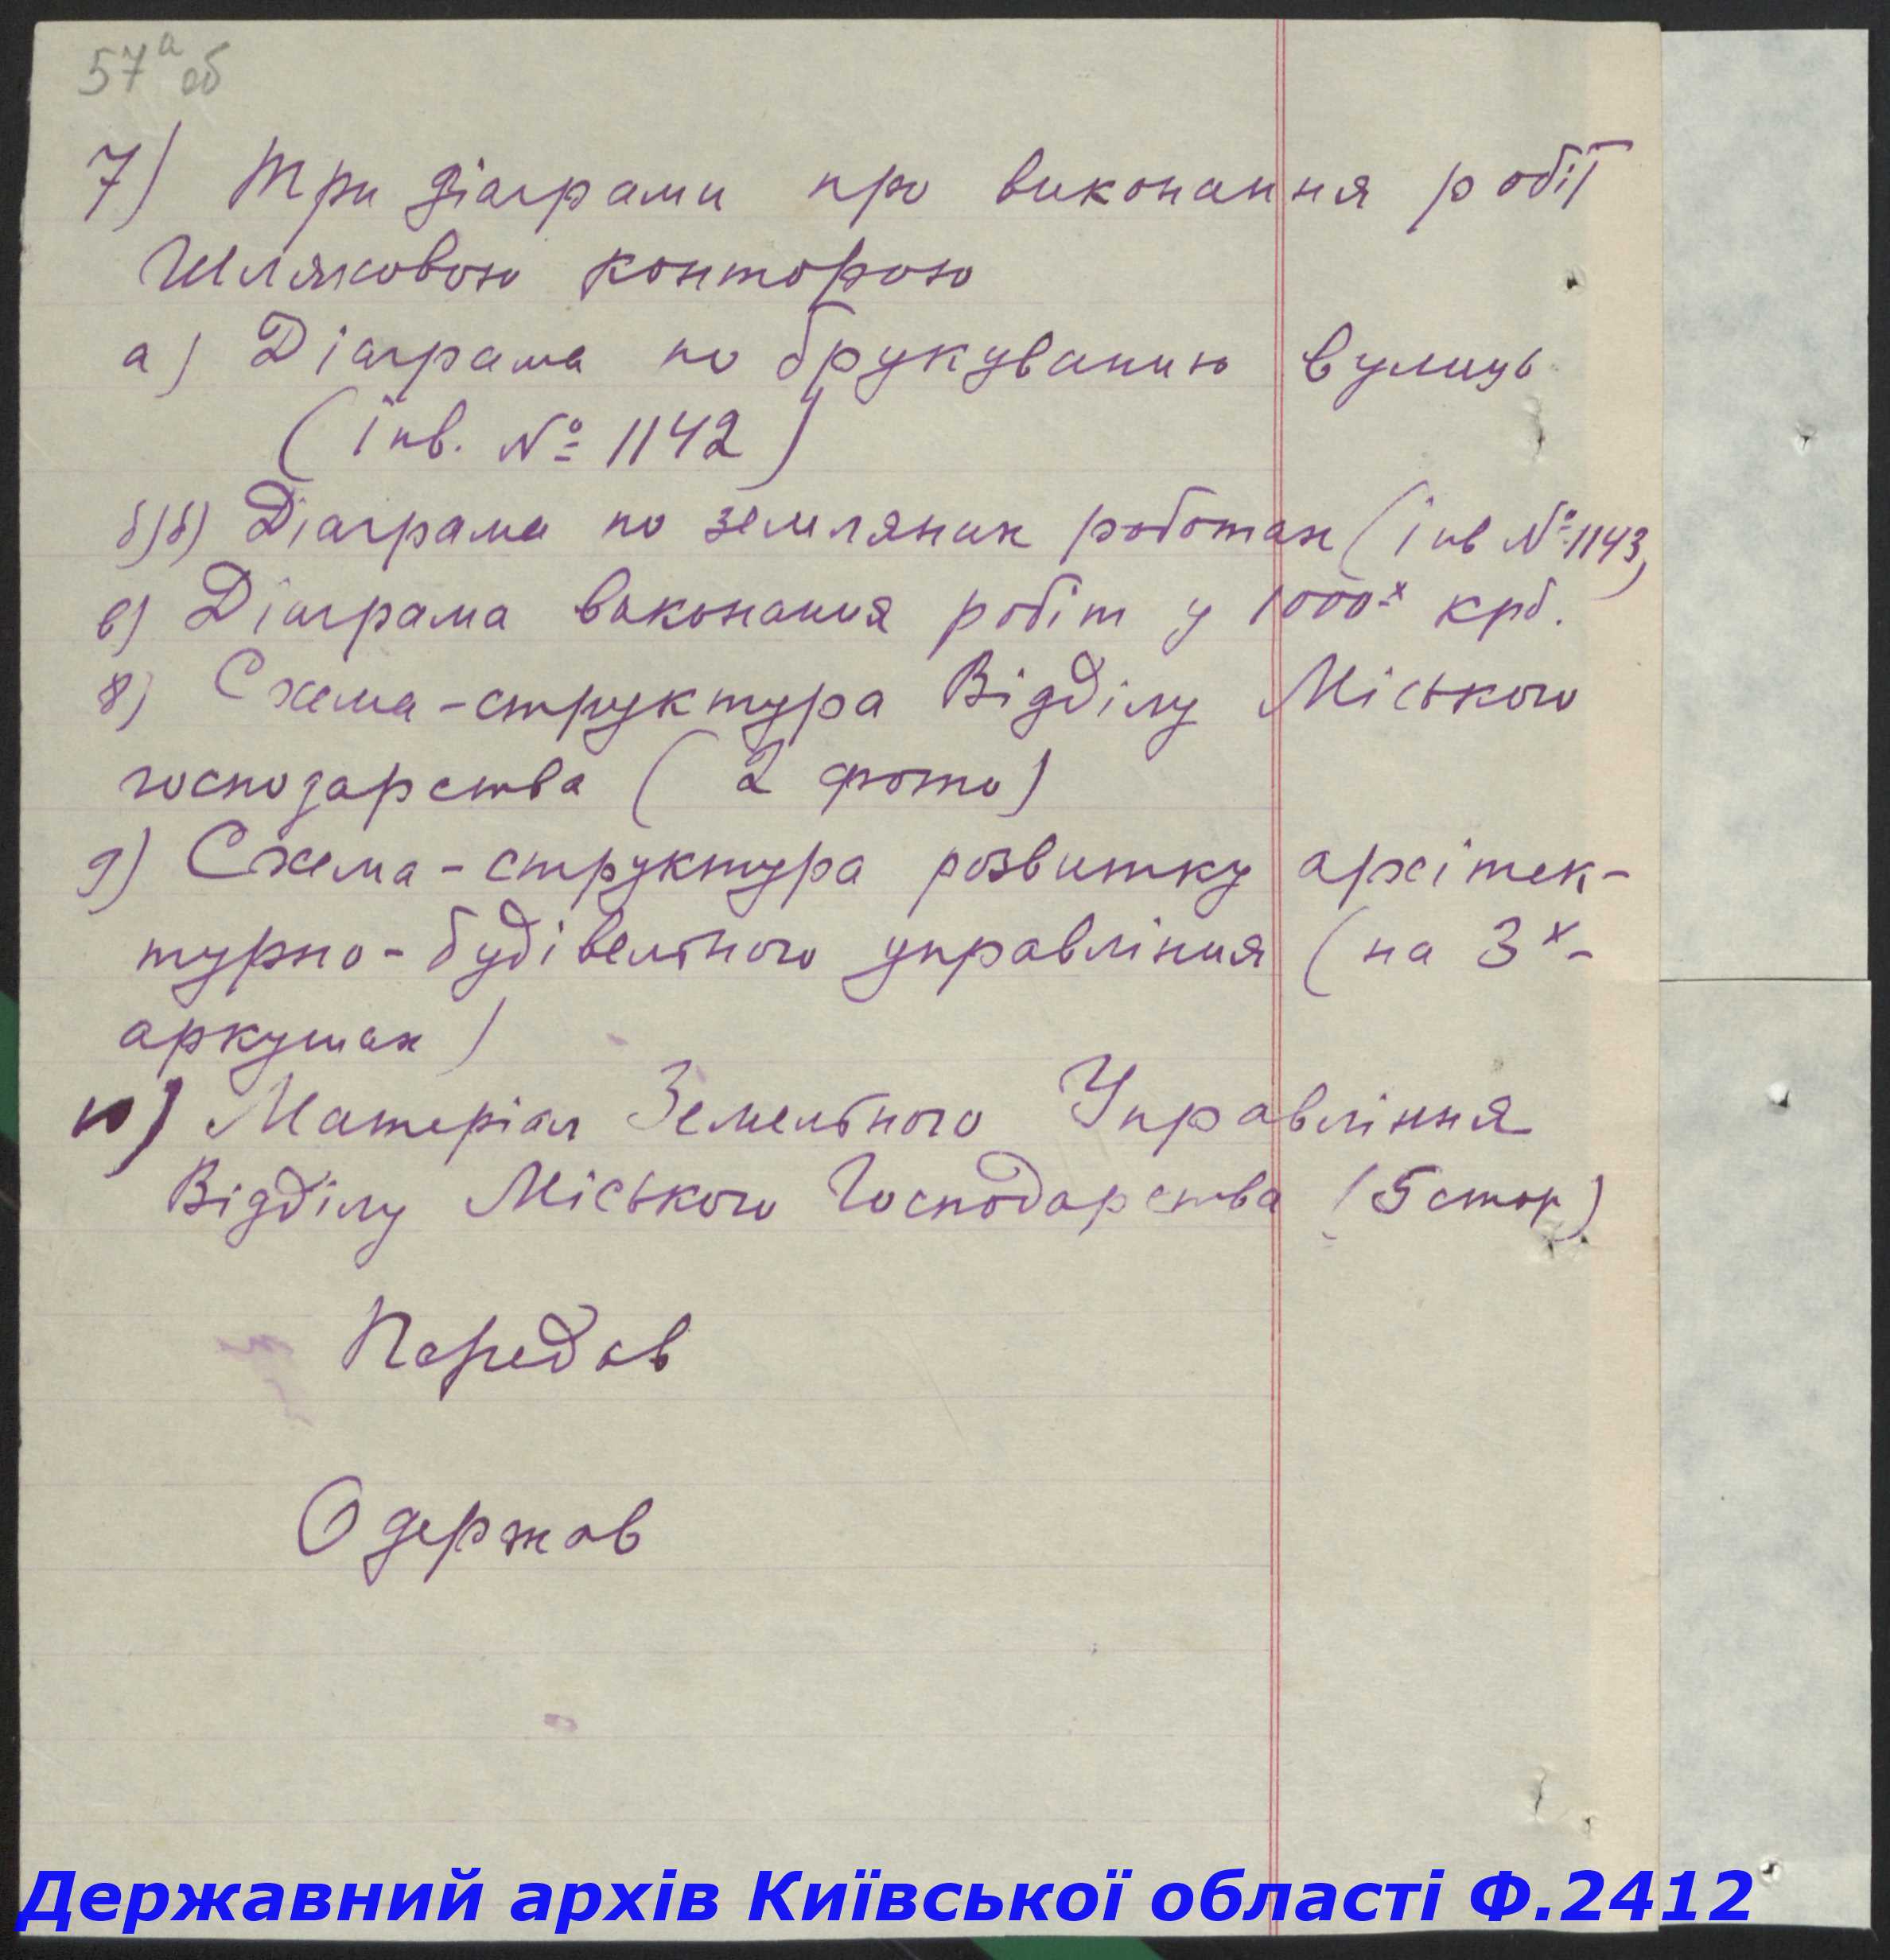 57а об
7) Три діаграми про виконання робіт
Шляховою конторою
а) Діаграма по брукуванню вулиць
(інв. № 1142)
б)б) Діаграма по земляних роботах (інв № 1143)
в) Діаграма виконання робіт у 1000-х крб.
8) Схема-структура Відділу Міського
господарства (2 фото)
9) Схема-структура розвитку архітек-
турно-будівельного управління (на 3х-
аркушах)
10) Матеріал Земельного Управління
Відділу Міського Господарства (5 стор)
Передав
Одержав
Державний архів Київської області Ф.2412